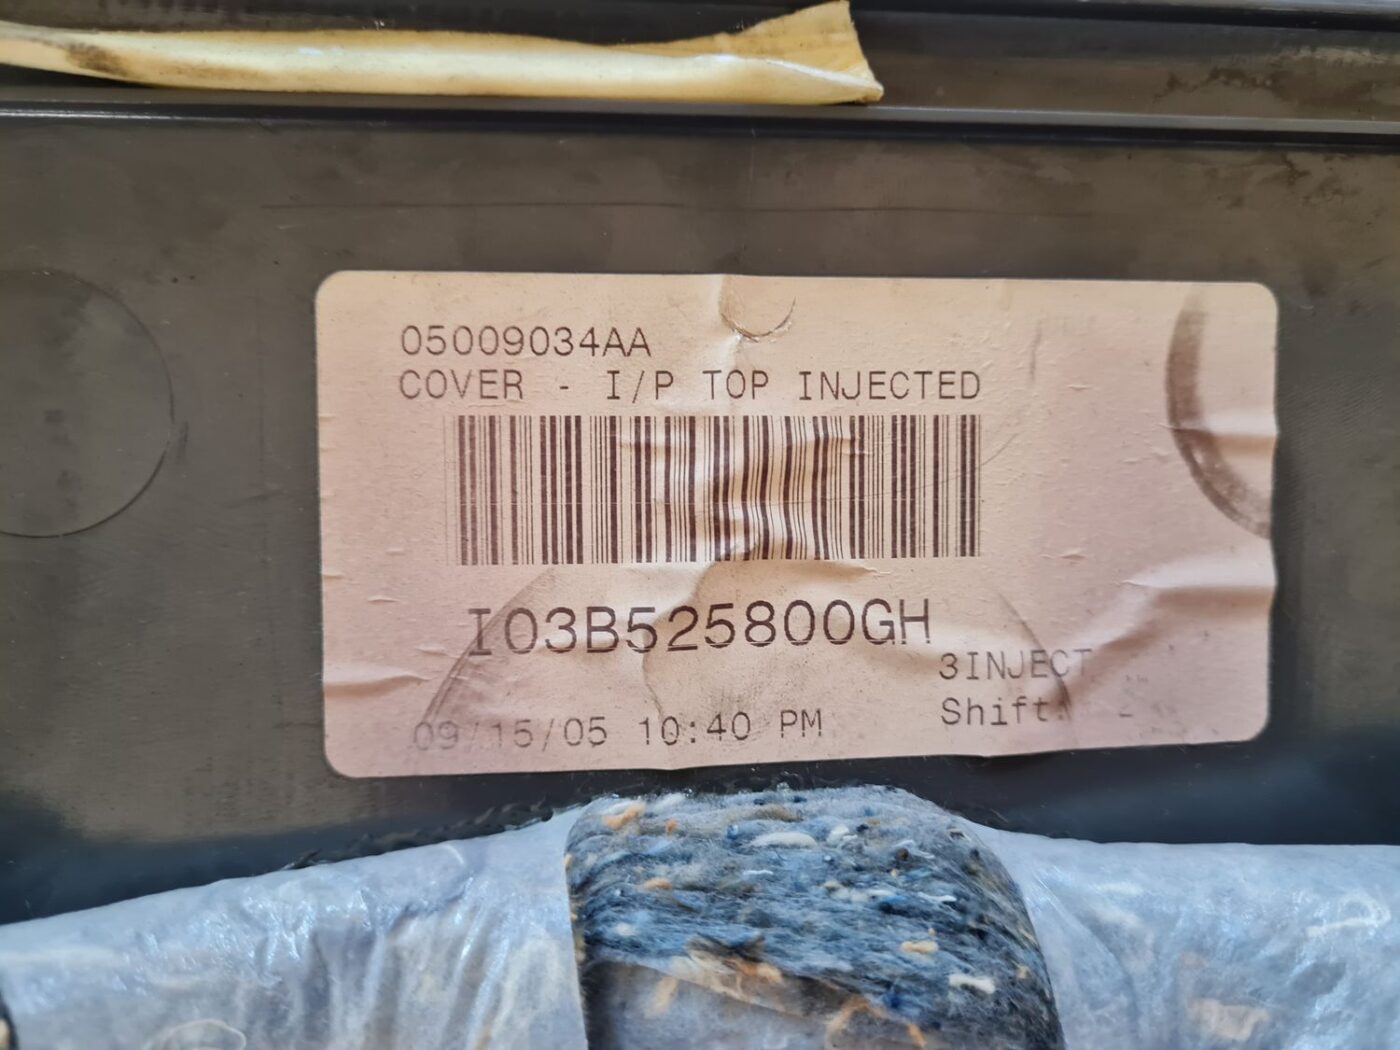 05009034AA
COVER - I/P TOP INJECTED
I03B525800GH
3INJECT
Shift: -
09/15/05 10:40 PM